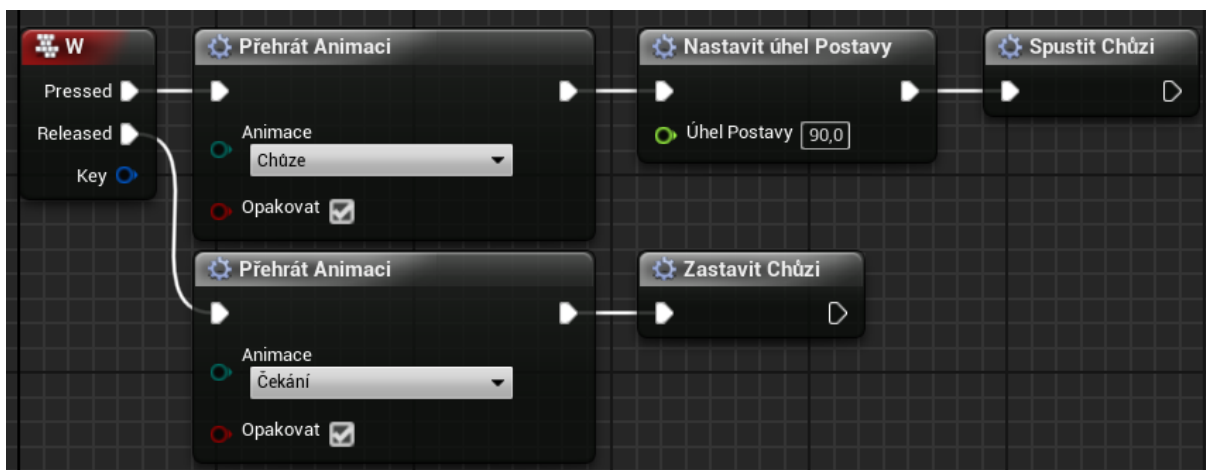 W
Pressed
Released
Key
Přehrát Animaci
Animace
Chůze
Opakovat
Nastavit úhel Postavy
Úhel Postavy 90,0
Spustit Chůzi
Přehrát Animaci
Animace
Čekání
Opakovat
Zastavit Chůzi